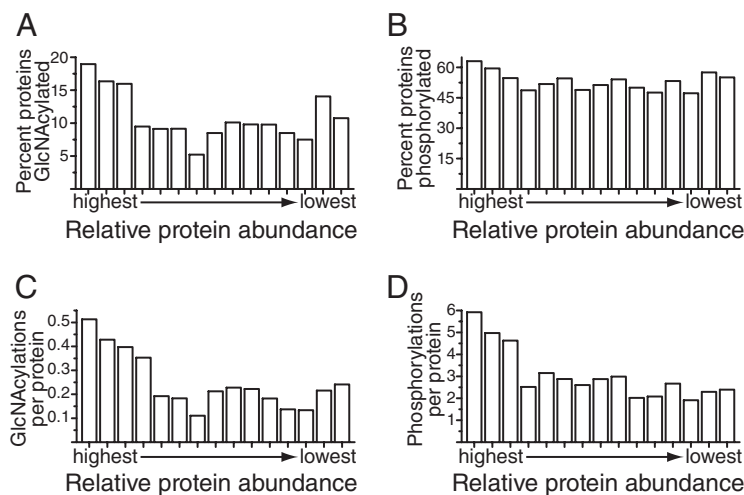 A
Percent proteins
GlcNAcylated
20
15
10
5
highest
lowest
Relative protein abundance
B
Percent proteins
phosphorylated
60
45
30
15
highest
lowest
Relative protein abundance
C
GlcNAcylations
per protein
0.5
0.4
0.3
0.2
0.1
highest
lowest
Relative protein abundance
D
Phosphorylations
per protein
6
5
4
3
2
1
highest
lowest
Relative protein abundance